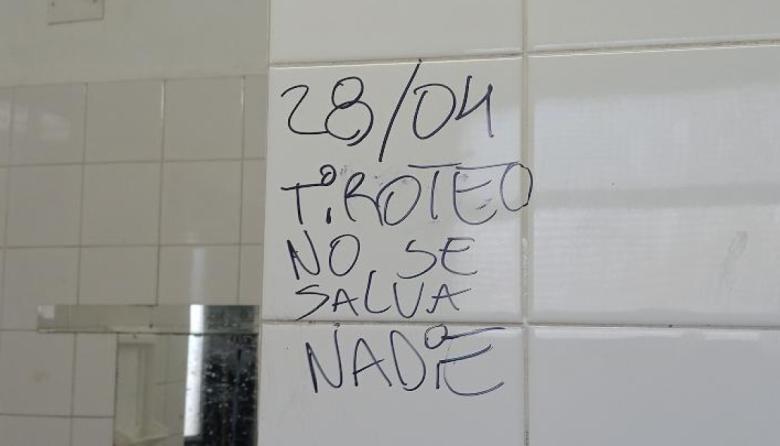 28/04
TiROTEO
NO SE
SALVA
NADiE